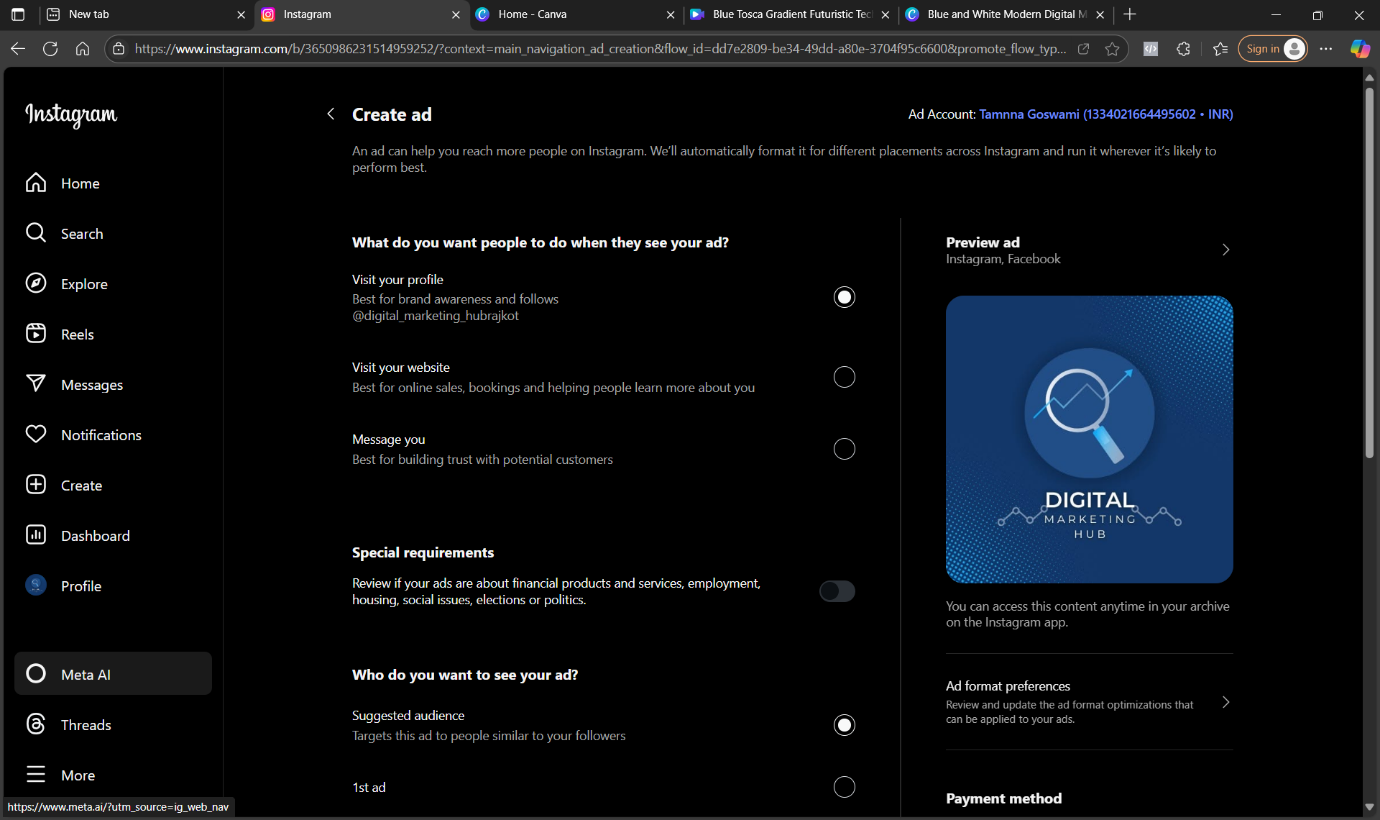 New tab
Instagram
Home - Canva
Blue Tosca Gradient Futuristic Tec
Blue and White Modern Digital M
https://www.instagram.com/b/3650986231514959252/?context=main_navigation_ad_creation&flow_id=dd7e2809-be34-49dd-a80e-3704f95c6600&promote_flow_typ...
Sign in
Instagram
Home
Search
Explore
Reels
Messages
Notifications
Create
Dashboard
Profile
Meta AI
Threads
More
https://www.meta.ai/?utm_source=ig_web_nav
Create ad
Ad Account: Tamnna Goswami (1334021664495602 • INR)
An ad can help you reach more people on Instagram. We'll automatically format it for different placements across Instagram and run it wherever it's likely to
perform best.
What do you want people to do when they see your ad?
Visit your profile
Best for brand awareness and follows
@digital_marketing_hubrajkot
Visit your website
Best for online sales, bookings and helping people learn more about you
Message you
Best for building trust with potential customers
Special requirements
Review if your ads are about financial products and services, employment,
housing, social issues, elections or politics.
Who do you want to see your ad?
Suggested audience
Targets this ad to people similar to your followers
1st ad
Preview ad
Instagram, Facebook
DIGITAL
MARKETING
HUB
You can access this content anytime in your archive
on the Instagram app.
Ad format preferences
Review and update the ad format optimizations that
can be applied to your ads.
Payment method